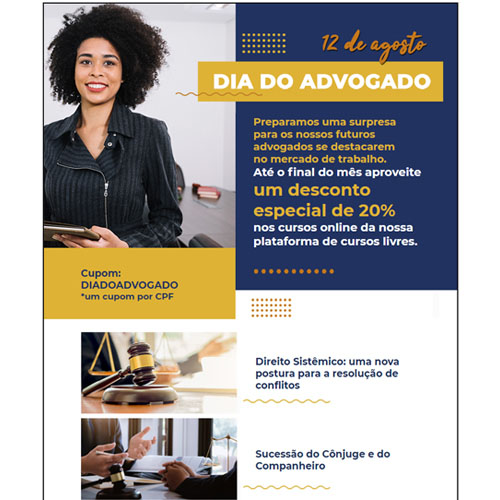 12 de agosto
DIA DO ADVOGADO
Preparamos uma surpresa
para os nossos futuros
advogados se destacarem
no mercado de trabalho.
Até o final do mês aproveite
um desconto
especial de 20%
nos cursos online da nossa
plataforma de cursos livres.
Cupom:
DIADOADVOGADO
*um cupom por CPF
Direito Sistêmico: uma nova
postura para a resolução de
conflitos
Sucessão do Cônjuge e do
Companheiro